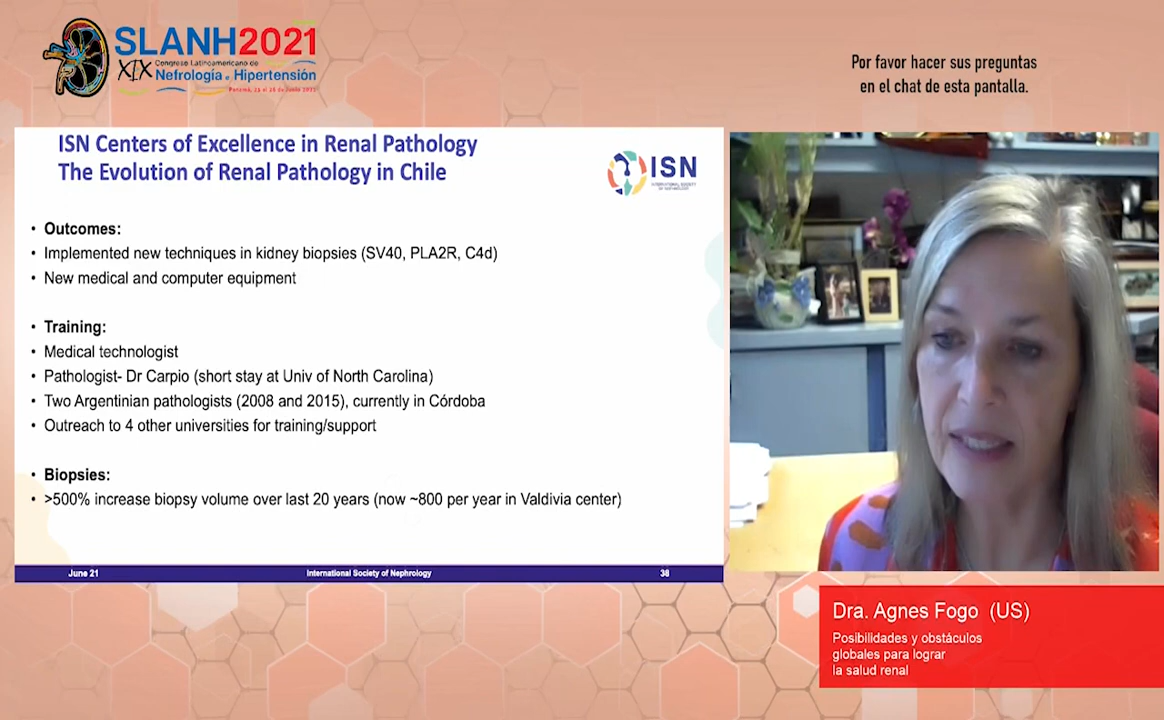 SLANH2021
XIX Congreso Latinoamericano de
Nefrología e Hipertensión
Por favor hacer sus preguntas
en el chat de esta pantalla.
ISN Centers of Excellence in Renal Pathology
The Evolution of Renal Pathology in Chile
ISN
INTERNATIONAL SOCIETY
OF NEPHROLOGY
• Outcomes:
• Implemented new techniques in kidney biopsies (SV40, PLA2R, C4d)
• New medical and computer equipment
• Training:
• Medical technologist
• Pathologist- Dr Carpio (short stay at Univ of North Carolina)
• Two Argentinian pathologists (2008 and 2015), currently in Córdoba
• Outreach to 4 other universities for training/support
• Biopsies:
• >500% increase biopsy volume over last 20 years (now ~800 per year in Valdivia center)
June 21
International Society of Nephrology
38
Dra. Agnes Fogo (US)
Posibilidades y obstáculos
globales para lograr
la salud renal